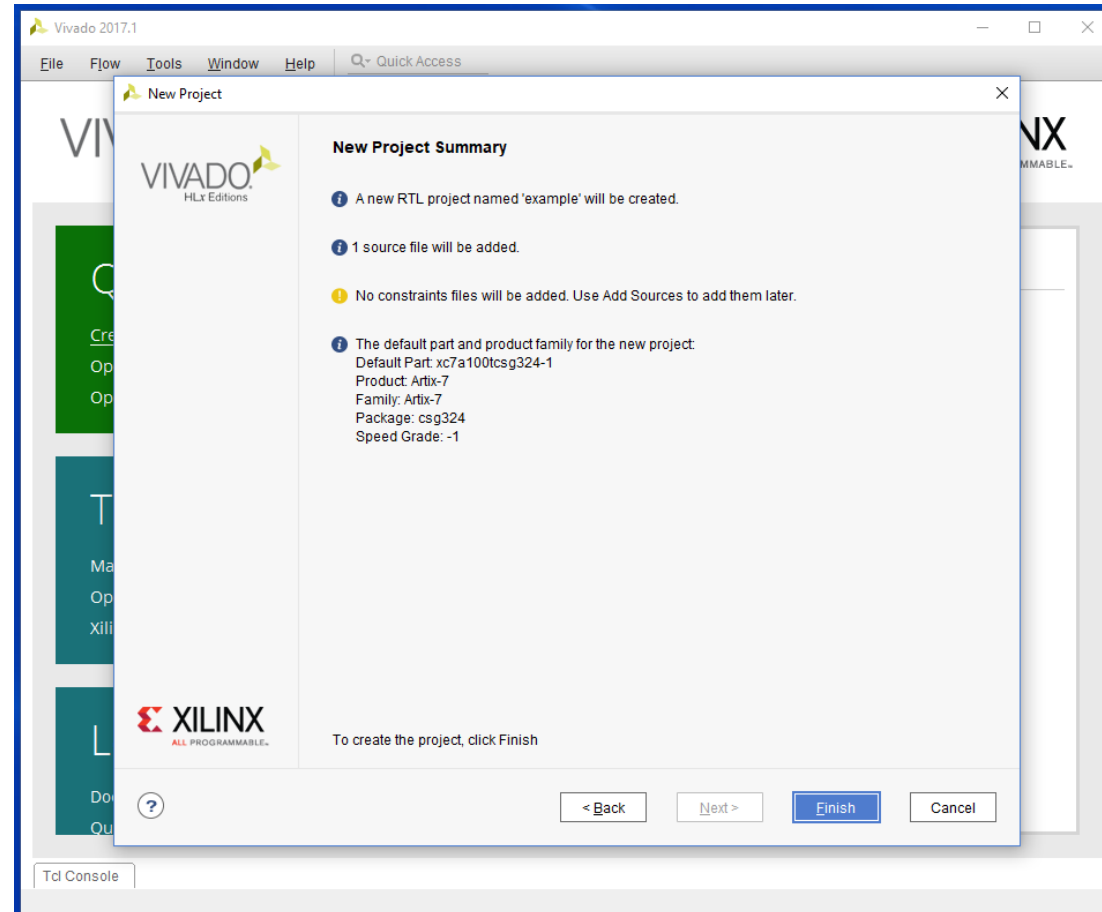 Vivado 2017.1
File Flow Tools Window Help Quick Access
New Project
VIVADO.
HLx Editions
New Project Summary
A new RTL project named 'example' will be created.
1 source file will be added.
No constraints files will be added. Use Add Sources to add them later.
The default part and product family for the new project:
Default Part: xc7a100tcsg324-1
Product: Artix-7
Family: Artix-7
Package: csg324
Speed Grade: -1
XILINX
ALL PROGRAMMABLE.
To create the project, click Finish
? < Back Next > Finish Cancel
Tcl Console